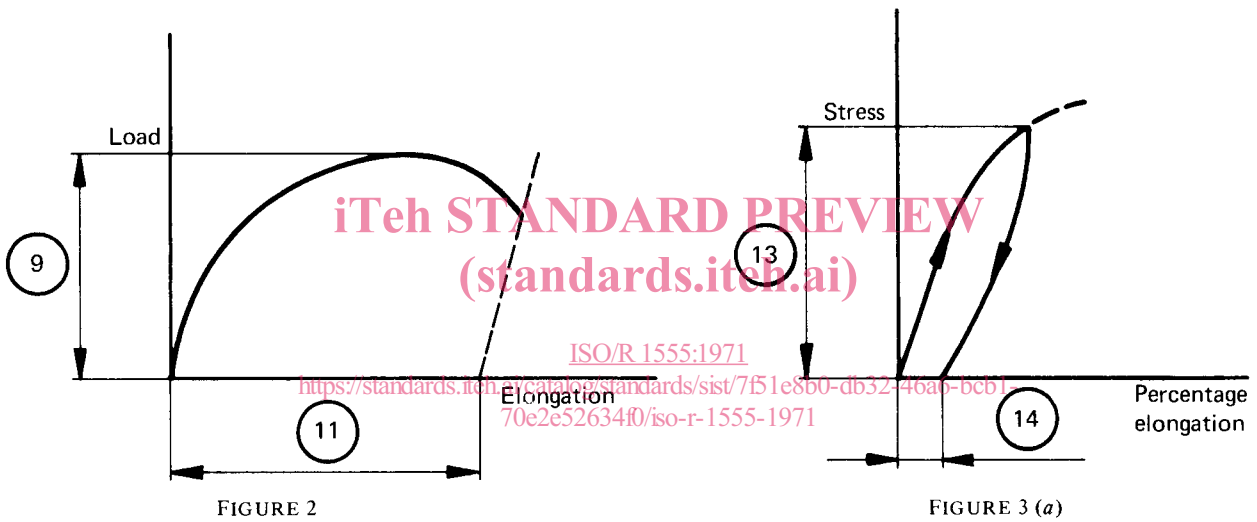 Load
9
11
Elongation
FIGURE 2
Stress
13
14
Percentage
elongation
FIGURE 3 (a)
iTeh STANDARD PREVIEW
(standards.iteh.ai)
ISO/R 1555:1971
https://standards.iteh.ai/catalog/standards/sist/7f51e8b0-db32-46a6-bcb1-
70e2e52634f0/iso-r-1555-1971